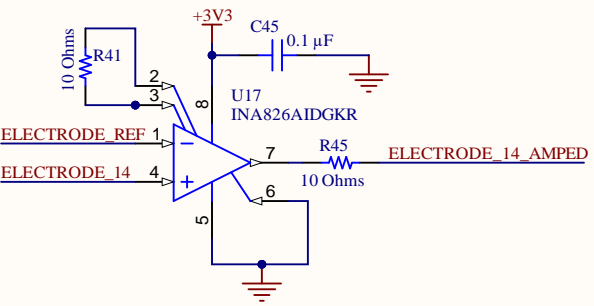 +3V3
C45
0.1 µF
10 Ohms
R41
2
3
8
U17
INA826AIDGKR
ELECTRODE_REF
1
ELECTRODE_14
4
7
R45
10 Ohms
ELECTRODE_14_AMPED
6
5